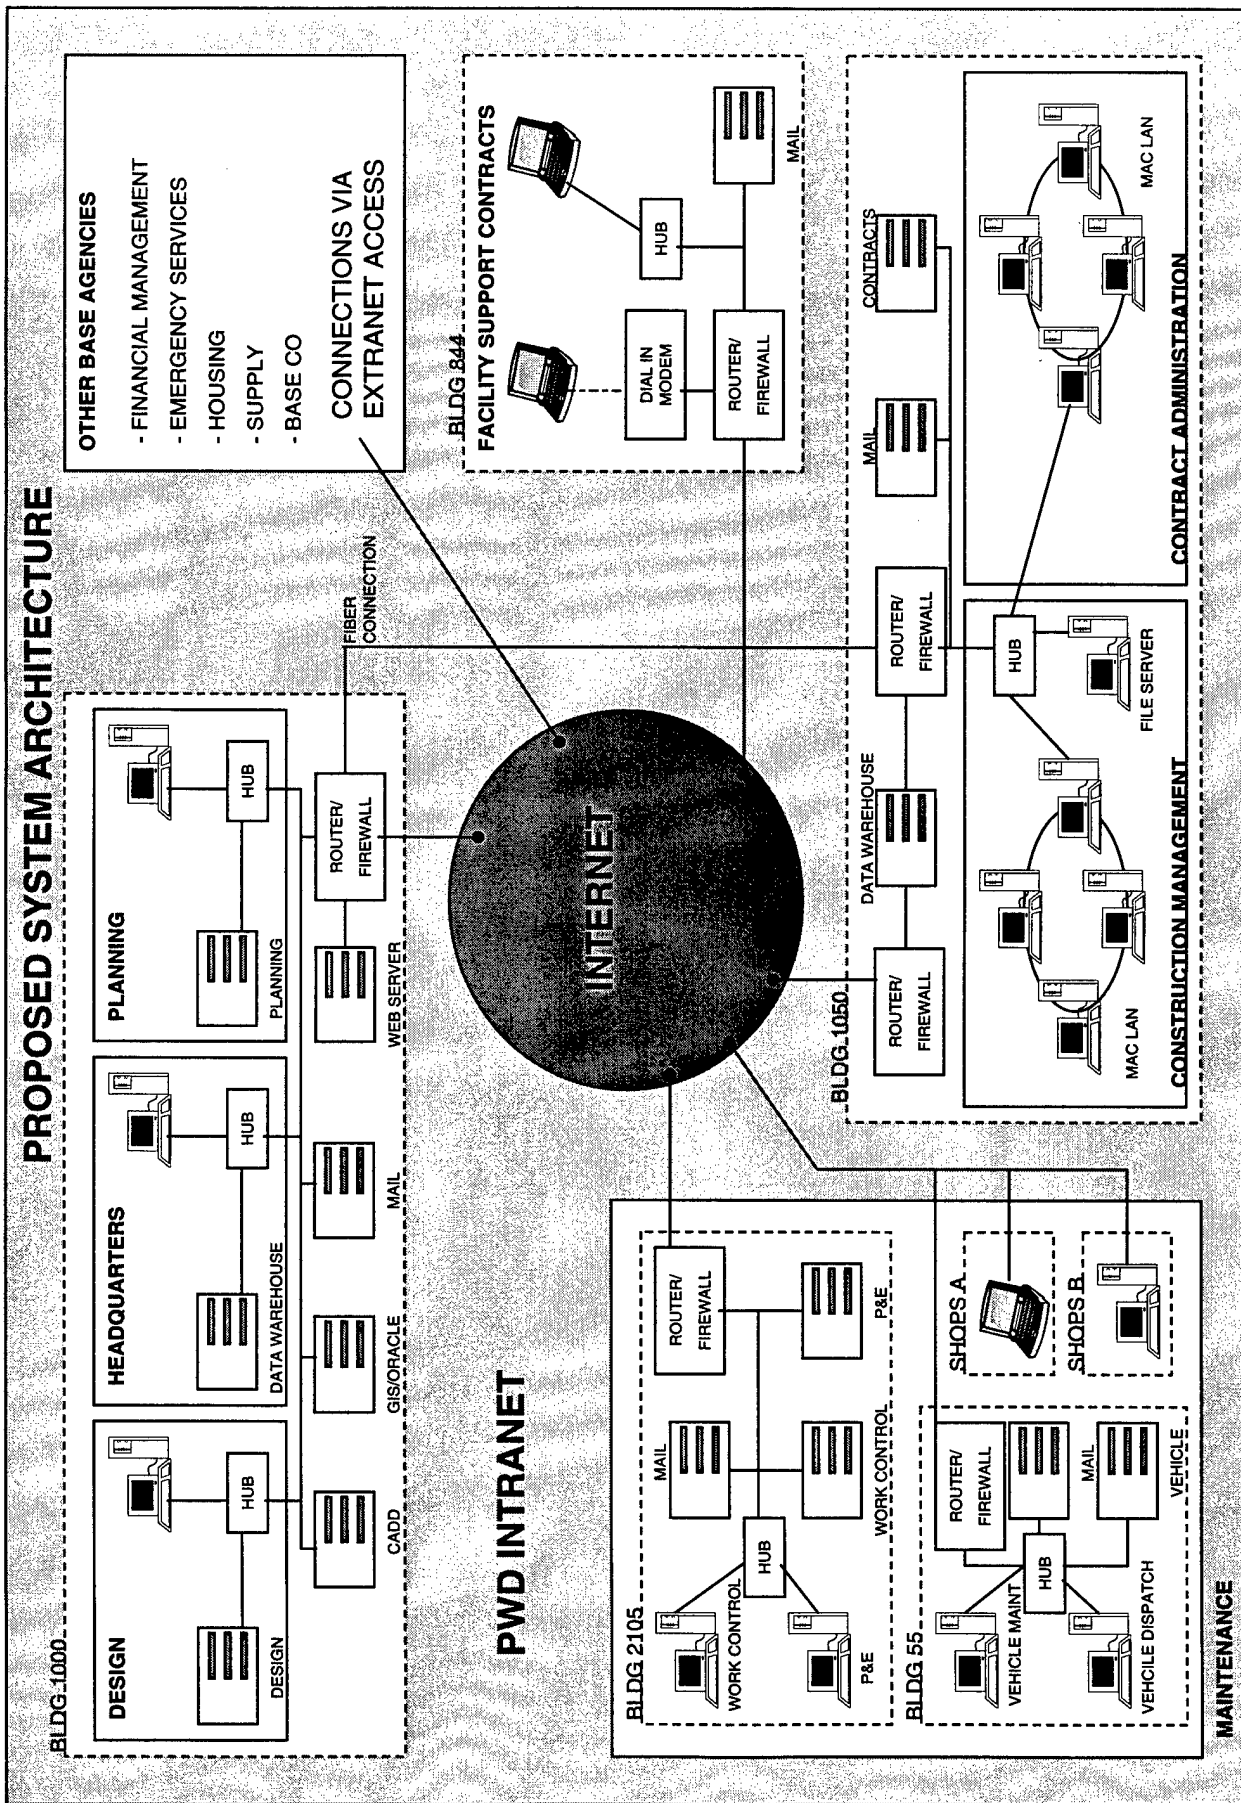 PROPOSED SYSTEM ARCHITECTURE
BLDG 1000
DESIGN
HUB
DESIGN
HEADQUARTERS
HUB
DATA WAREHOUSE
PLANNING
HUB
PLANNING
CADD
GIS/ORACLE
MAIL
WEB SERVER
ROUTER/
FIREWALL
FIBER
CONNECTION
OTHER BASE AGENCIES
- FINANCIAL MANAGEMENT
- EMERGENCY SERVICES
- HOUSING
- SUPPLY
- BASE CO
CONNECTIONS VIA
EXTRANET ACCESS
PWD INTRANET
INTERNET
BLDG 844
FACILITY SUPPORT CONTRACTS
DIAL IN
MODEM
HUB
ROUTER/
FIREWALL
MAIL
BLDG 2105
WORK CONTROL
P&E
HUB
MAIL
WORK CONTROL
ROUTER/
FIREWALL
P&E
BLDG 55
VEHICLE MAINT
VEHCILE DISPATCH
HUB
ROUTER/
FIREWALL
MAIL
VEHICLE
SHOPS A
SHOPS B
MAINTENANCE
BLDG 1050
ROUTER/
FIREWALL
DATA WAREHOUSE
ROUTER/
FIREWALL
MAIL
CONTRACTS
MAC LAN
CONSTRUCTION MANAGEMENT
HUB
FILE SERVER
MAC LAN
CONTRACT ADMINISTRATION